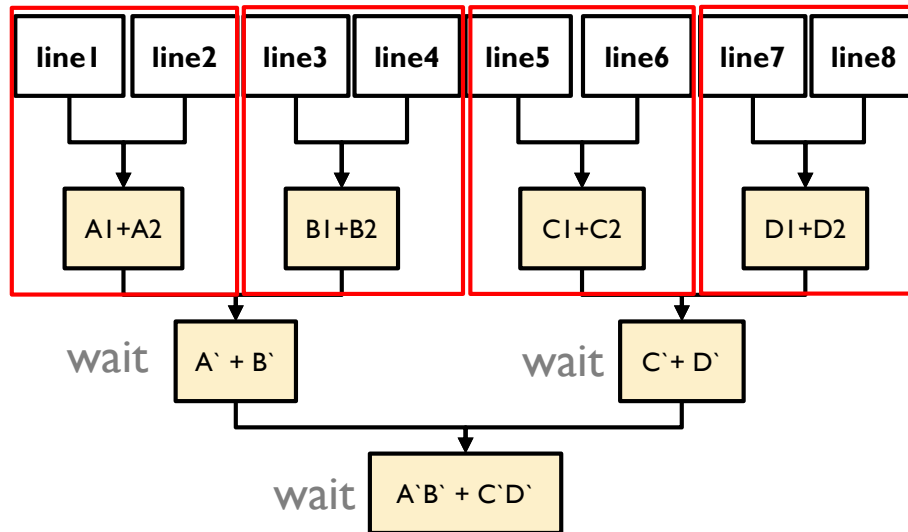 line1 line2 line3 line4 line5 line6 line7 line8
A1+A2 B1+B2 C1+C2 D1+D2
wait A` + B` wait C`+ D`
wait A`B` + C`D`